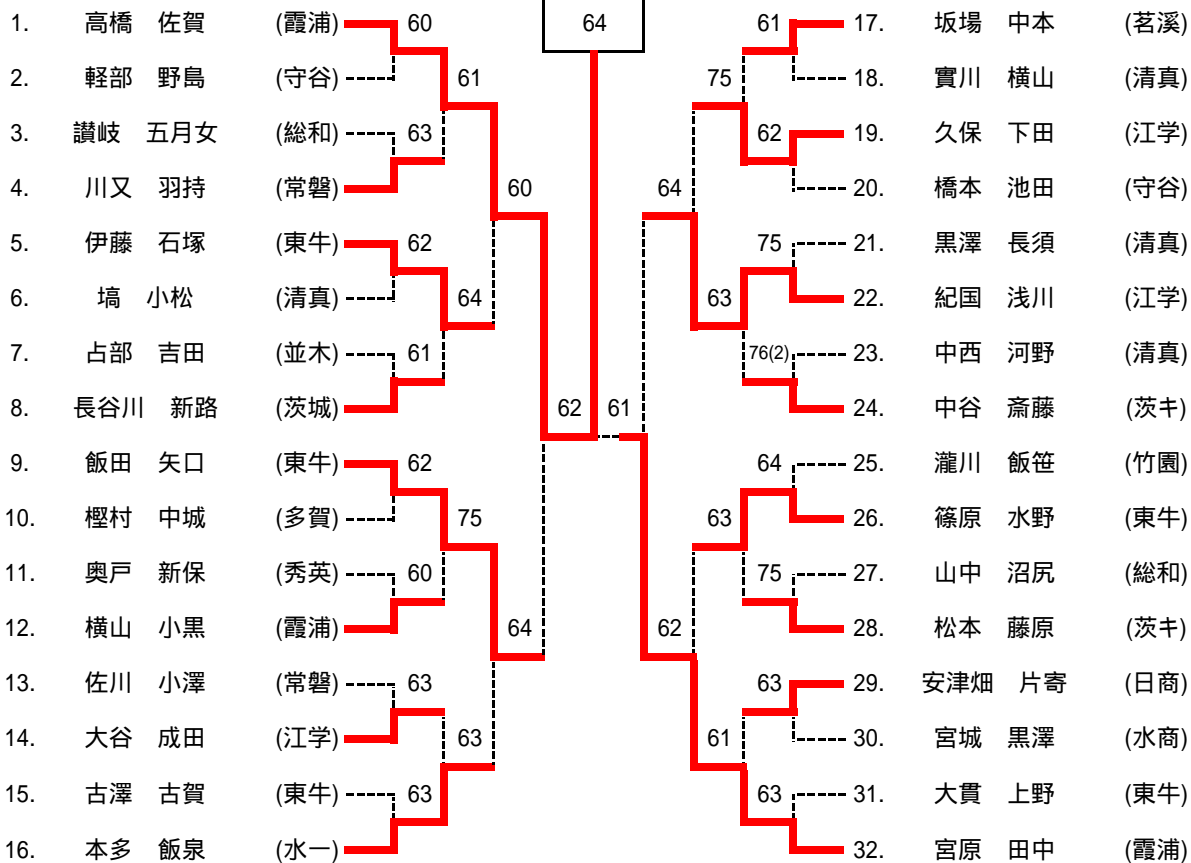 64
1. 高橋 佐賀 (霞浦) 60
2. 軽部 野島 (守谷)
61
3. 讃岐 五月女 (総和) 63
4. 川又 羽持 (常磐)
60
5. 伊藤 石塚 (東牛) 62
6. 塙 小松 (清真)
64
7. 占部 吉田 (並木) 61
8. 長谷川 新路 (茨城)
62
9. 飯田 矢口 (東牛) 62
10. 樫村 中城 (多賀)
75
11. 奥戸 新保 (秀英) 60
12. 横山 小黒 (霞浦)
64
13. 佐川 小澤 (常磐) 63
14. 大谷 成田 (江学)
63
15. 古澤 古賀 (東牛) 63
16. 本多 飯泉 (水一)
61 17. 坂場 中本 (茗溪)
75
18. 實川 横山 (清真)
62 19. 久保 下田 (江学)
64
20. 橋本 池田 (守谷)
75 21. 黒澤 長須 (清真)
63
22. 紀国 浅川 (江学)
76(2) 23. 中西 河野 (清真)
61
24. 中谷 斎藤 (茨キ)
64 25. 瀧川 飯笹 (竹園)
63
26. 篠原 水野 (東牛)
75 27. 山中 沼尻 (総和)
62
28. 松本 藤原 (茨キ)
63 29. 安津畑 片寄 (日商)
61
30. 宮城 黒澤 (水商)
63 31. 大貫 上野 (東牛)
32. 宮原 田中 (霞浦)